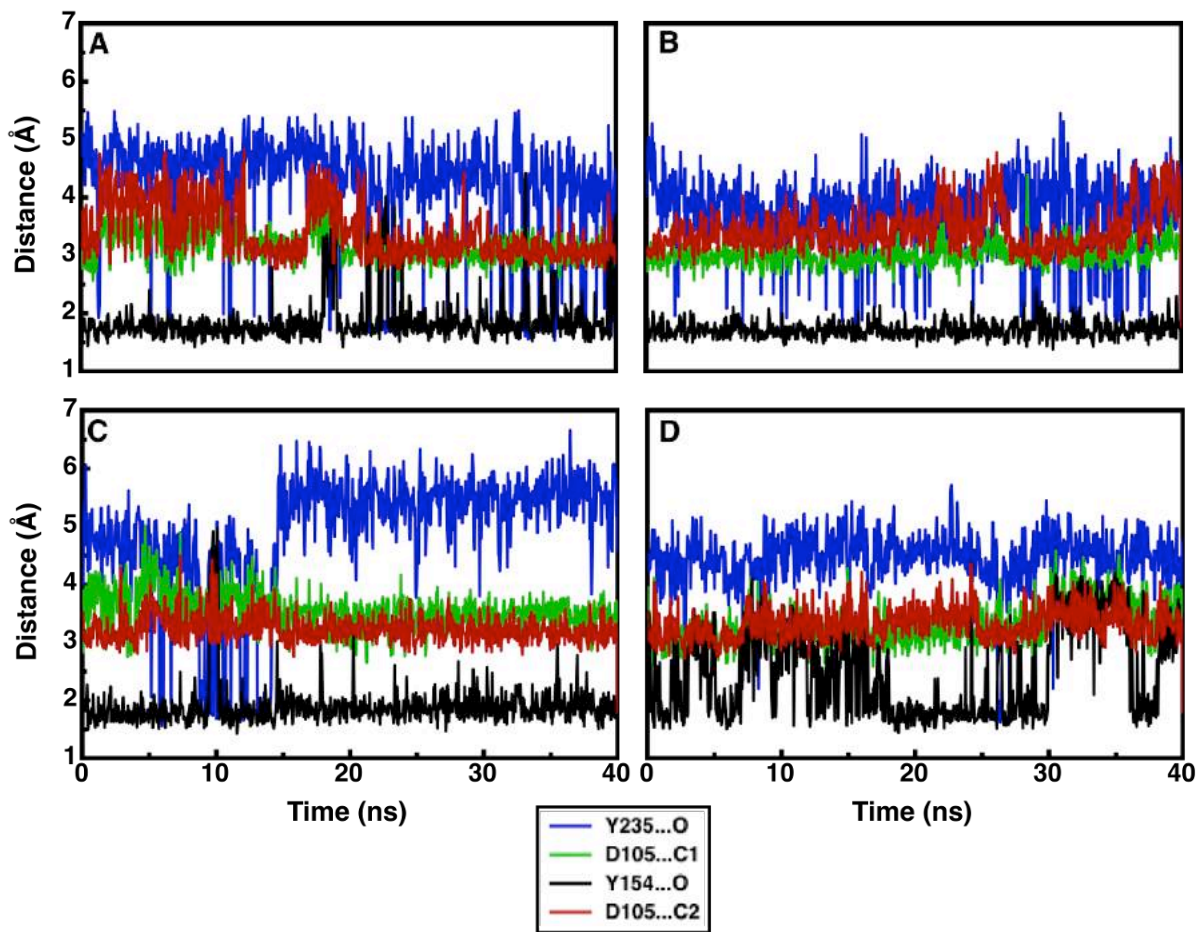 A
B
7
6
5
4
3
2
1
Distance (Å)
C
D
7
6
5
4
3
2
1
Distance (Å)
0 10 20 30 40 0 10 20 30 40
Time (ns) Time (ns)
Y235...O
D105...C1
Y154...O
D105...C2